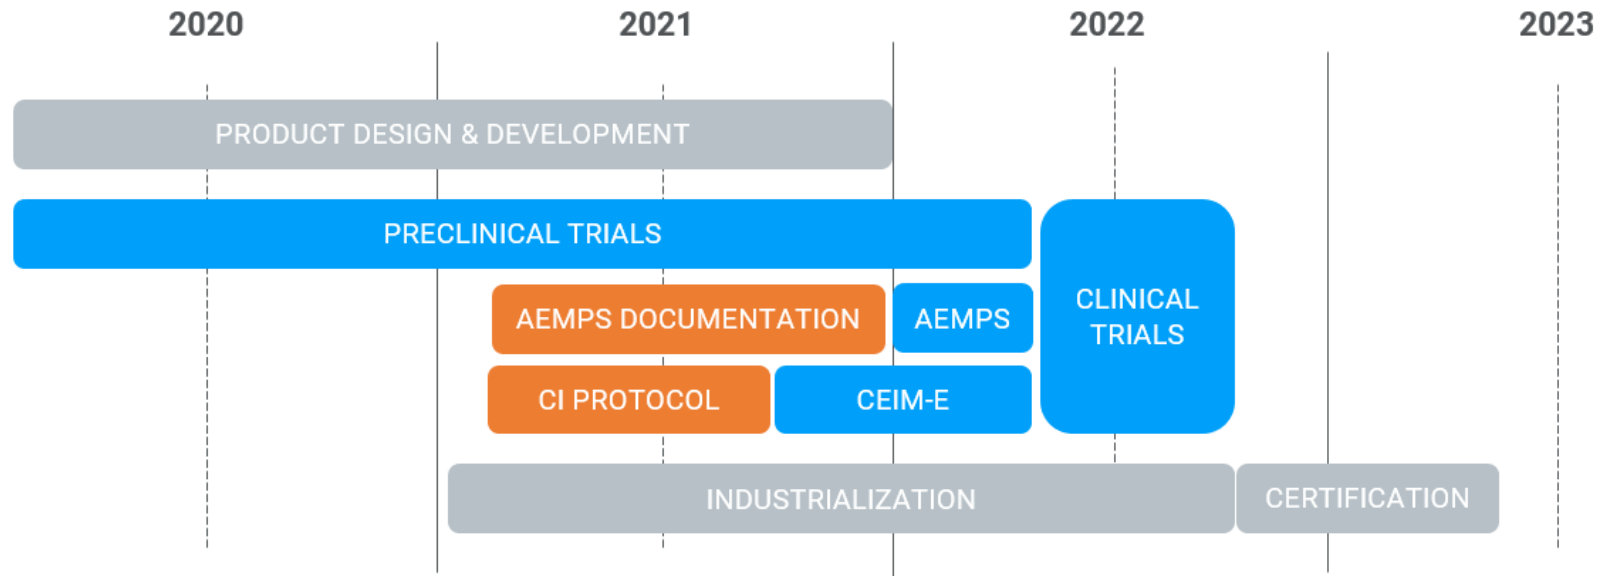 2020
2021
2022
2023
PRODUCT DESIGN & DEVELOPMENT
PRECLINICAL TRIALS
AEMPS DOCUMENTATION
AEMPS
CLINICAL
TRIALS
CI PROTOCOL
CEIM-E
INDUSTRIALIZATION
CERTIFICATION